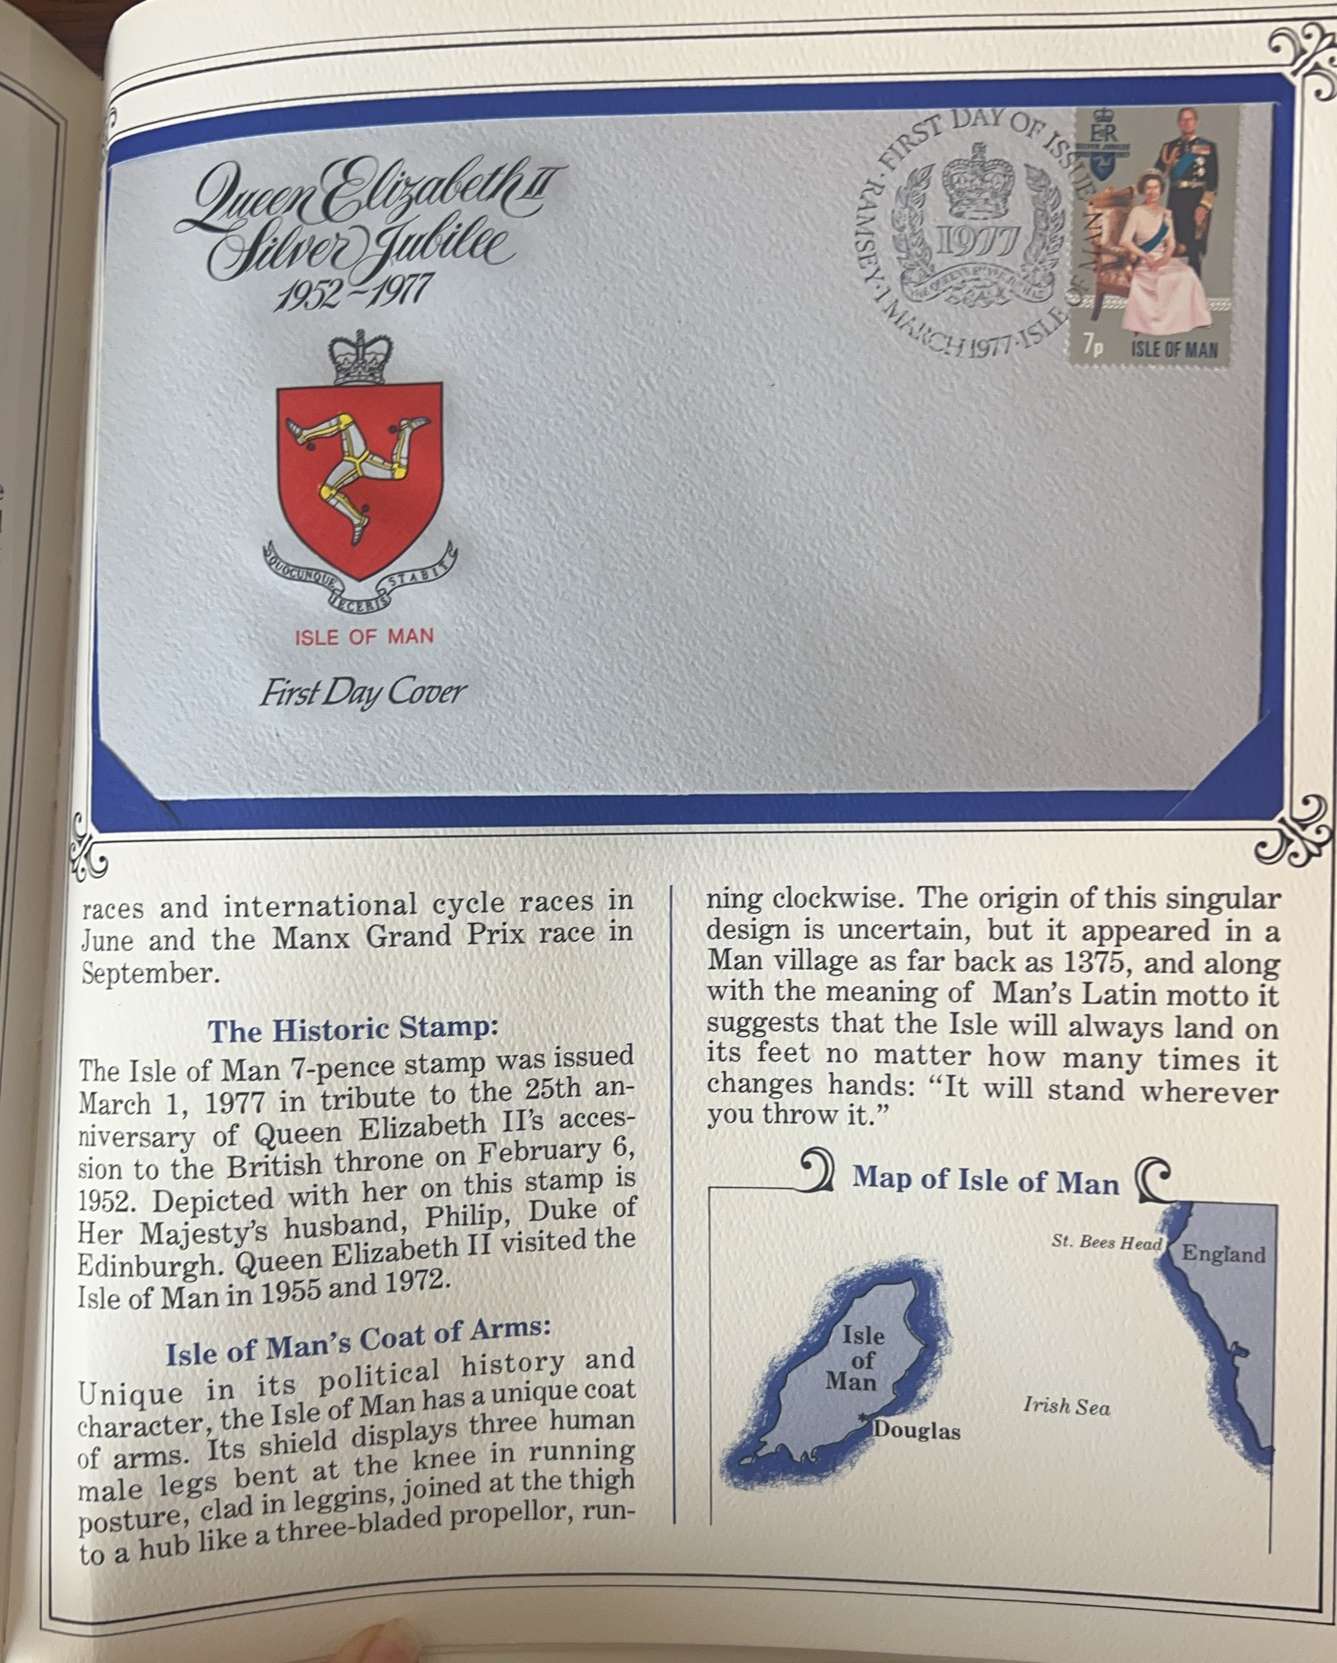 Queen Elizabeth II
Silver Jubilee
1952-1977
QUOCUNQUE
JECERIS
STABIT
ISLE OF MAN
First Day Cover
RAMSEY · FIRST DAY OF ISSUE
1 MARCH 1977 · ISLE OF MAN
1977
E II R
SILVER JUBILEE
7p
ISLE OF MAN
races and international cycle races in
June and the Manx Grand Prix race in
September.
The Historic Stamp:
The Isle of Man 7-pence stamp was issued
March 1, 1977 in tribute to the 25th an-
niversary of Queen Elizabeth II's acces-
sion to the British throne on February 6,
1952. Depicted with her on this stamp is
Her Majesty's husband, Philip, Duke of
Edinburgh. Queen Elizabeth II visited the
Isle of Man in 1955 and 1972.
Isle of Man's Coat of Arms:
Unique in its political history and
character, the Isle of Man has a unique coat
of arms. Its shield displays three human
male legs bent at the knee in running
posture, clad in leggins, joined at the thigh
to a hub like a three-bladed propellor, run-
ning clockwise. The origin of this singular
design is uncertain, but it appeared in a
Man village as far back as 1375, and along
with the meaning of Man's Latin motto it
suggests that the Isle will always land on
its feet no matter how many times it
changes hands: “It will stand wherever
you throw it.”
Map of Isle of Man
St. Bees Head
England
Isle
of
Man
Irish Sea
Douglas